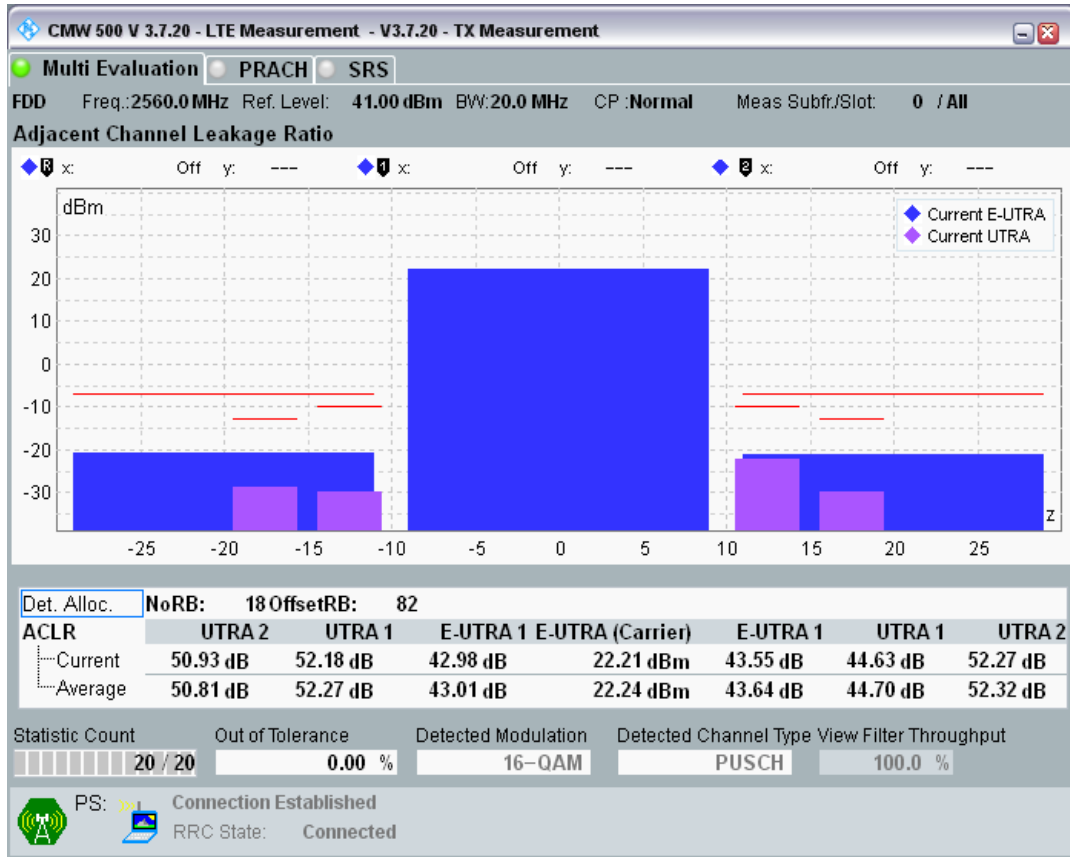 CMW 500 V 3.7.20 - LTE Measurement - V3.7.20 - TX Measurement
Multi Evaluation PRACH SRS
FDD Freq.:2560.0 MHz Ref. Level: 41.00 dBm BW:20.0 MHz CP :Normal Meas Subfr./Slot: 0 / All
Adjacent Channel Leakage Ratio
R x: Off y: --- 1 x: Off y: --- 2 x: Off y: ---
dBm
Current E-UTRA
Current UTRA
30
20
10
0
-10
-20
-30
z
-25 -20 -15 -10 -5 0 5 10 15 20 25
Det. Alloc. NoRB: 18 OffsetRB: 82
ACLR UTRA 2 UTRA 1 E-UTRA 1 E-UTRA (Carrier) E-UTRA 1 UTRA 1 UTRA 2
Current 50.93 dB 52.18 dB 42.98 dB 22.21 dBm 43.55 dB 44.63 dB 52.27 dB
Average 50.81 dB 52.27 dB 43.01 dB 22.24 dBm 43.64 dB 44.70 dB 52.32 dB
Statistic Count Out of Tolerance Detected Modulation Detected Channel Type View Filter Throughput
20 / 20 0.00 % 16-QAM PUSCH 100.0 %
PS: Connection Established
RRC State: Connected